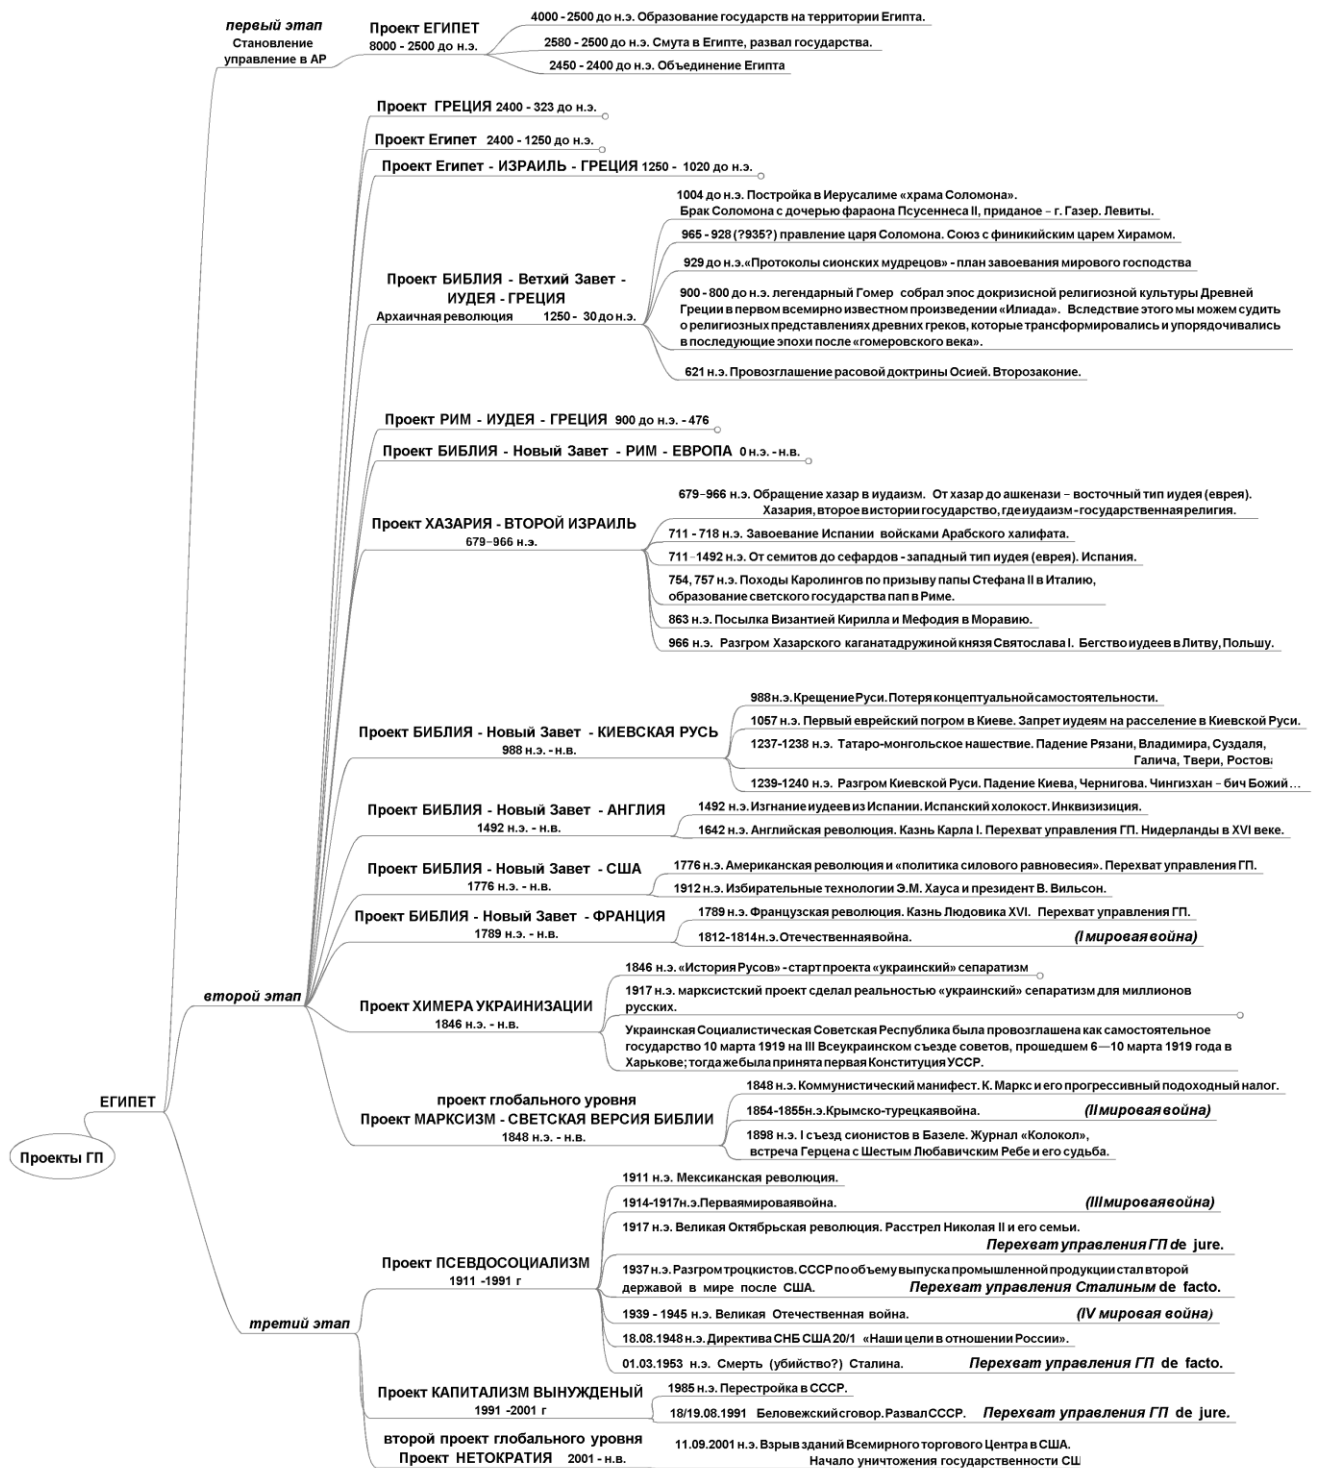 первый этап
Становление
управление в АР
Проект ЕГИПЕТ
8000 - 2500 до н.э.
4000 - 2500 до н.э. Образование государств на территории Египта.
2580 - 2500 до н.э. Смута в Египте, развал государства.
2450 - 2400 до н.э. Объединение Египта
Проект ГРЕЦИЯ 2400 - 323 до н.э.
Проект Египет 2400 - 1250 до н.э.
Проект Египет - ИЗРАИЛЬ - ГРЕЦИЯ 1250 - 1020 до н.э.
Проект БИБЛИЯ - Ветхий Завет -
ИУДЕЯ - ГРЕЦИЯ
Архаичная революция 1250 - 30 до н.э.
1004 до н.э. Постройка в Иерусалиме «храма Соломона».
Брак Соломона с дочерью фараона Псусеннеса II, приданое – г. Газер. Левиты.
965 - 928 (?935?) правление царя Соломона. Союз с финикийским царем Хирамом.
929 до н.э.«Протоколы сионских мудрецов» - план завоевания мирового господства
900 - 800 до н.э. легендарный Гомер собрал эпос докризисной религиозной культуры Древней
Греции в первом всемирно известном произведении «Илиада». Вследствие этого мы можем судить
о религиозных представлениях древних греков, которые трансформировались и упорядочивались
в последующие эпохи после «гомеровского века».
621 н.э. Провозглашение расовой доктрины Осией. Второзаконие.
Проект РИМ - ИУДЕЯ - ГРЕЦИЯ 900 до н.э. - 476
Проект БИБЛИЯ - Новый Завет - РИМ - ЕВРОПА 0 н.э. - н.в.
Проект ХАЗАРИЯ - ВТОРОЙ ИЗРАИЛЬ
679–966 н.э.
679–966 н.э. Обращение хазар в иудаизм. От хазар до ашкенази – восточный тип иудея (еврея).
Хазария, второе в истории государство, где иудаизм - государственная религия.
711 - 718 н.э. Завоевание Испании войсками Арабского халифата.
711–1492 н.э. От семитов до сефардов - западный тип иудея (еврея). Испания.
754, 757 н.э. Походы Каролингов по призыву папы Стефана II в Италию,
образование светского государства пап в Риме.
863 н.э. Посылка Византией Кирилла и Мефодия в Моравию.
966 н.э. Разгром Хазарского каганата дружиной князя Святослава I. Бегство иудеев в Литву, Польшу.
Проект БИБЛИЯ - Новый Завет - КИЕВСКАЯ РУСЬ
988 н.э. - н.в.
988 н.э. Крещение Руси. Потеря концептуальной самостоятельности.
1057 н.э. Первый еврейский погром в Киеве. Запрет иудеям на расселение в Киевской Руси.
1237-1238 н.э. Татаро-монгольское нашествие. Падение Рязани, Владимира, Суздаля,
Галича, Твери, Ростова
1239-1240 н.э. Разгром Киевской Руси. Падение Киева, Чернигова. Чингизхан – бич Божий ...
Проект БИБЛИЯ - Новый Завет - АНГЛИЯ
1492 н.э. - н.в.
1492 н.э. Изгнание иудеев из Испании. Испанский холокост. Инквизизиция.
1642 н.э. Английская революция. Казнь Карла I. Перехват управления ГП. Нидерланды в XVI веке.
Проект БИБЛИЯ - Новый Завет - США
1776 н.э. - н.в.
1776 н.э. Американская революция и «политика силового равновесия». Перехват управления ГП.
1912 н.э. Избирательные технологии Э.М. Хауса и президент В. Вильсон.
Проект БИБЛИЯ - Новый Завет - ФРАНЦИЯ
1789 н.э. - н.в.
1789 н.э. Французская революция. Казнь Людовика XVI. Перехват управления ГП.
1812-1814 н.э. Отечественная война. (I мировая война)
второй этап
Проект ХИМЕРА УКРАИНИЗАЦИИ
1846 н.э. - н.в.
1846 н.э. «История Русов» - старт проекта «украинский» сепаратизм
1917 н.э. марксистский проект сделал реальностью «украинский» сепаратизм для миллионов
русских.
Украинская Социалистическая Советская Республика была провозглашена как самостоятельное
государство 10 марта 1919 на III Всеукраинском съезде советов, прошедшем 6—10 марта 1919 года в
Харькове; тогда же была принята первая Конституция УССР.
ЕГИПЕТ
Проекты ГП
проект глобального уровня
Проект МАРКСИЗМ - СВЕТСКАЯ ВЕРСИЯ БИБЛИИ
1848 н.э. - н.в.
1848 н.э. Коммунистический манифест. К. Маркс и его прогрессивный подоходный налог.
1854-1855 н.э. Крымско-турецкая война. (II мировая война)
1898 н.э. I съезд сионистов в Базеле. Журнал «Колокол»,
встреча Герцена с Шестым Любавичским Ребе и его судьба.
третий этап
Проект ПСЕВДОСОЦИАЛИЗМ
1911 -1991 г
1911 н.э. Мексиканская революция.
1914-1917 н.э. Первая мировая война. (III мировая война)
1917 н.э. Великая Октябрьская революция. Расстрел Николая II и его семьи.
Перехват управления ГП de jure.
1937 н.э. Разгром троцкистов. СССР по объему выпуска промышленной продукции стал второй
державой в мире после США. Перехват управления Сталиным de facto.
1939 - 1945 н.э. Великая Отечественная война. (IV мировая война)
18.08.1948 н.э. Директива СНБ США 20/1 «Наши цели в отношении России».
01.03.1953 н.э. Смерть (убийство?) Сталина. Перехват управления ГП de facto.
Проект КАПИТАЛИЗМ ВЫНУЖДЕНЫЙ
1991 -2001 г
1985 н.э. Перестройка в СССР.
18/19.08.1991 Беловежский сговор. Развал СССР. Перехват управления ГП de jure.
второй проект глобального уровня
Проект НЕТОКРАТИЯ 2001 - н.в.
11.09.2001 н.э. Взрыв зданий Всемирного торгового Центра в США.
Начало уничтожения государственности СШ